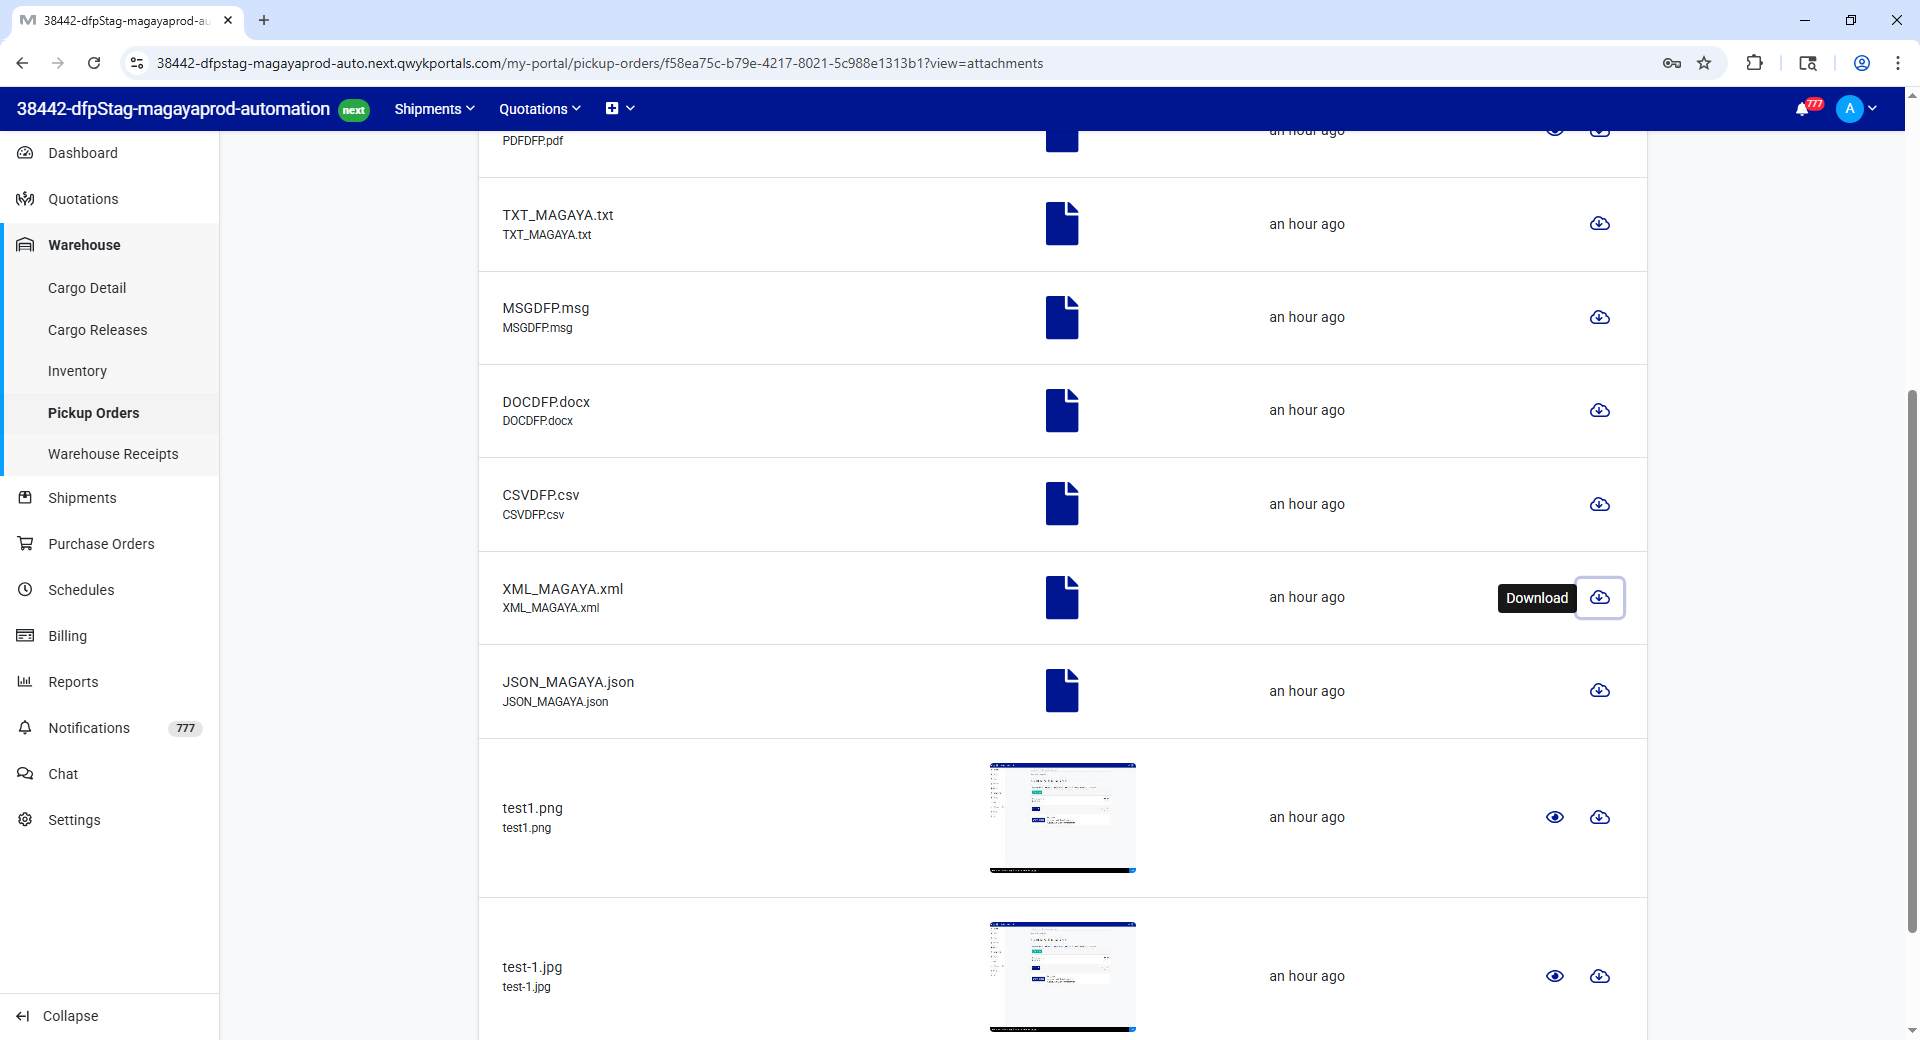 38442-dfpStag-magayaprod-au
38442-dfpstag-magayaprod-auto.next.qwykportals.com/my-portal/pickup-orders/f58ea75c-b79e-4217-8021-5c988e1313b1?view=attachments
38442-dfpStag-magayaprod-automation next Shipments Quotations 777 A
Dashboard
Quotations
Warehouse
Cargo Detail
Cargo Releases
Inventory
Pickup Orders
Warehouse Receipts
Shipments
Purchase Orders
Schedules
Billing
Reports
Notifications 777
Chat
Settings
Collapse
an hour ago
PDFDFP.pdf
TXT_MAGAYA.txt
TXT_MAGAYA.txt
an hour ago
MSGDFP.msg
MSGDFP.msg
an hour ago
DOCDFP.docx
DOCDFP.docx
an hour ago
CSVDFP.csv
CSVDFP.csv
an hour ago
XML_MAGAYA.xml
XML_MAGAYA.xml
an hour ago
Download
JSON_MAGAYA.json
JSON_MAGAYA.json
an hour ago
test1.png
test1.png
an hour ago
test-1.jpg
test-1.jpg
an hour ago